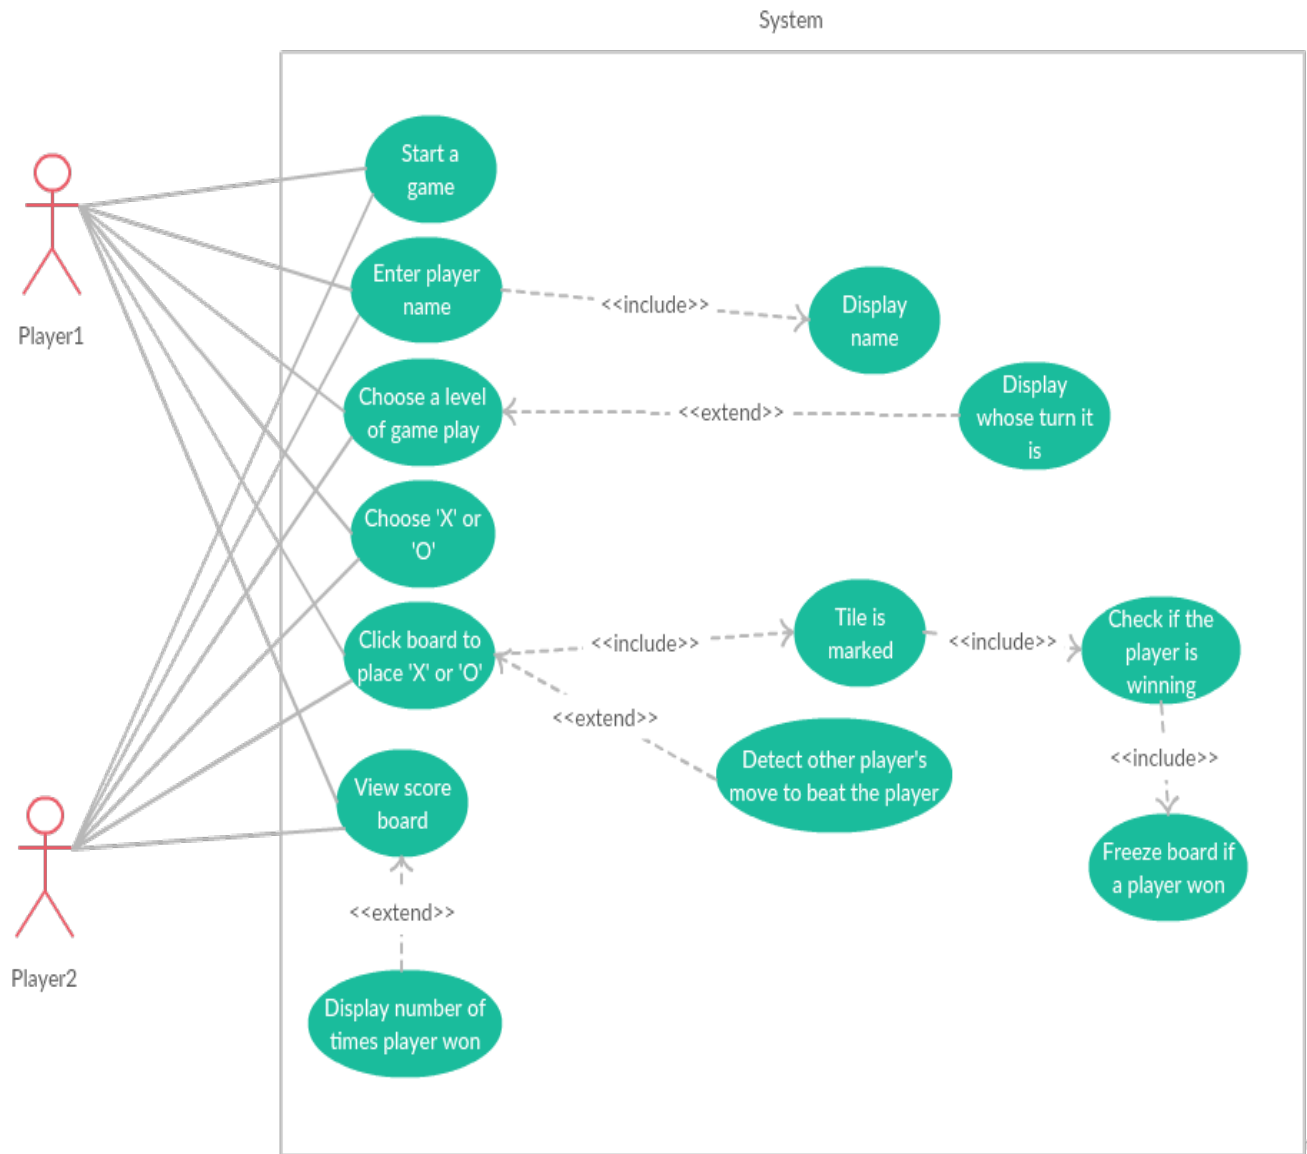 System
Start a
game
Player1
Enter player
name
<<include>>
Display
name
Choose a level
of game play
<<extend>>
Display
whose turn it
is
Choose 'X' or
'O'
Click board to
place 'X' or 'O'
<<include>>
Tile is
marked
<<include>>
Check if the
player is
winning
<<extend>>
Detect other player's
move to beat the player
<<include>>
View score
board
Freeze board if
a player won
<<extend>>
Player2
Display number of
times player won